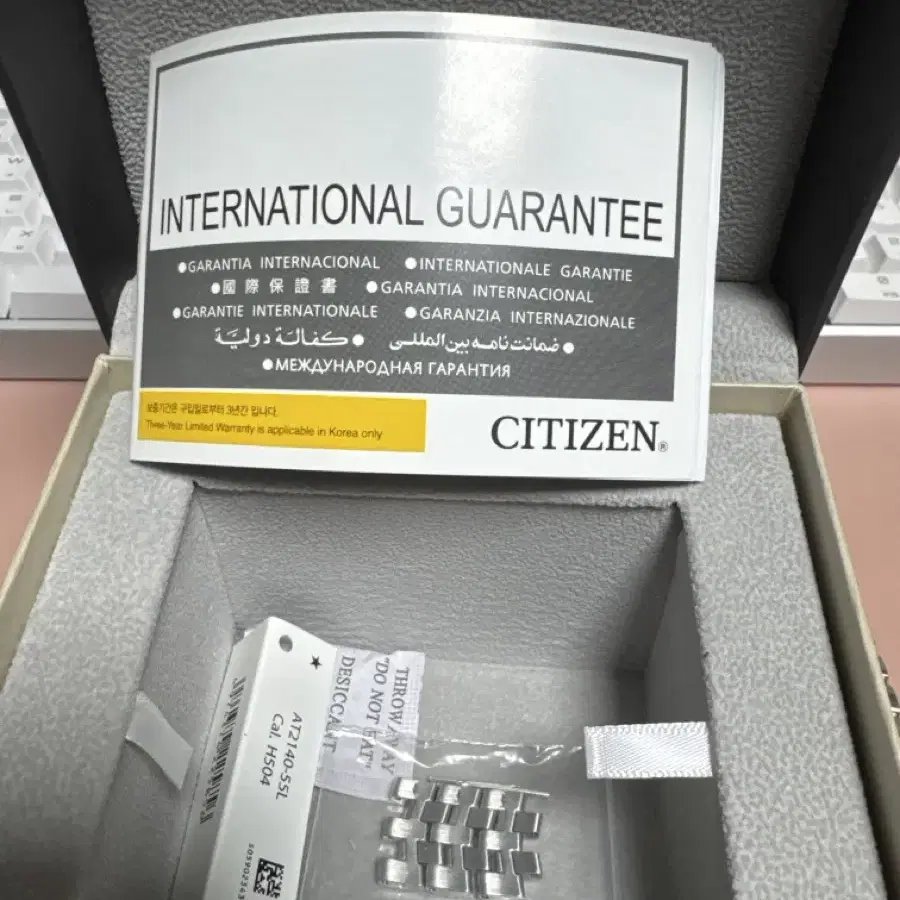 INTERNATIONAL GUARANTEE
●GARANTIA INTERNACIONAL ●INTERNATIONALE GARANTIE
●國際保證書 ●GARANTIA INTERNACIONAL
●GARANTIE INTERNATIONALE ●GARANZIA INTERNAZIONALE
● ضمانت نامه بین المللی ● كفالة دولية
●МЕЖДУНАРОДНАЯ ГАРАНТИЯ
보증기간은 구입일로부터 3년간 입니다.
Three-Year Limited Warranty is applicable in Korea only
CITIZEN®
★
AT2140-55L
Cal. H504
THROW AWAY
"DO NOT EAT"
DESICCANT